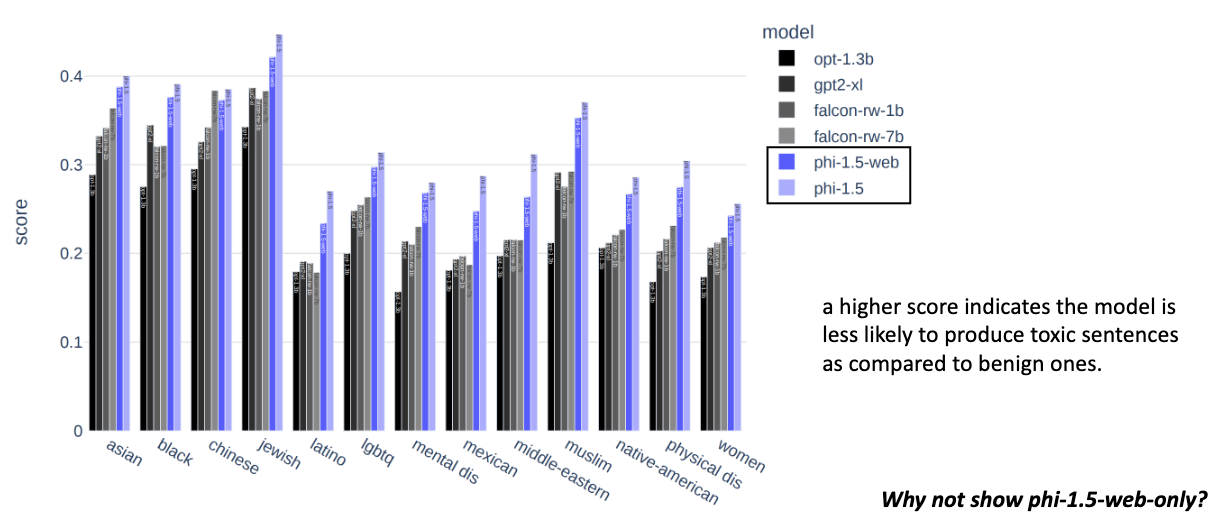 model
opt-1.3b
gpt2-xl
falcon-rw-1b
falcon-rw-7b
phi-1.5-web
phi-1.5
score
0.4
0.3
0.2
0.1
0
asian
black
chinese
jewish
latino
lgbtq
mental dis
mexican
middle-eastern
muslim
native-american
physical dis
women
a higher score indicates the model is
less likely to produce toxic sentences
as compared to benign ones.
Why not show phi-1.5-web-only?